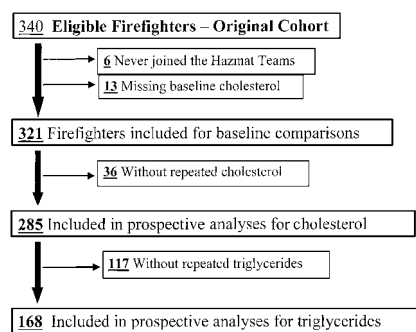 340 Eligible Firefighters – Original Cohort
6 Never joined the Hazmat Teams
13 Missing baseline cholesterol
321 Firefighters included for baseline comparisons
36 Without repeated cholesterol
285 Included in prospective analyses for cholesterol
117 Without repeated triglycerides
168 Included in prospective analyses for triglycerides